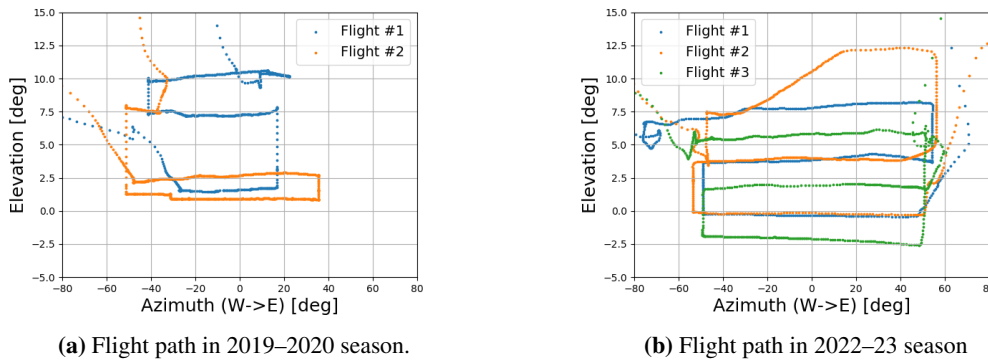 15.0
12.5
10.0
7.5
5.0
2.5
0.0
−2.5
−5.0
Elevation [deg]
−80 −60 −40 −20 0 20 40 60 80
Azimuth (W->E) [deg]
Flight #1
Flight #2
(a) Flight path in 2019–2020 season.
15.0
12.5
10.0
7.5
5.0
2.5
0.0
−2.5
−5.0
Elevation [deg]
−80 −60 −40 −20 0 20 40 60 80
Azimuth (W->E) [deg]
Flight #1
Flight #2
Flight #3
(b) Flight path in 2022–23 season